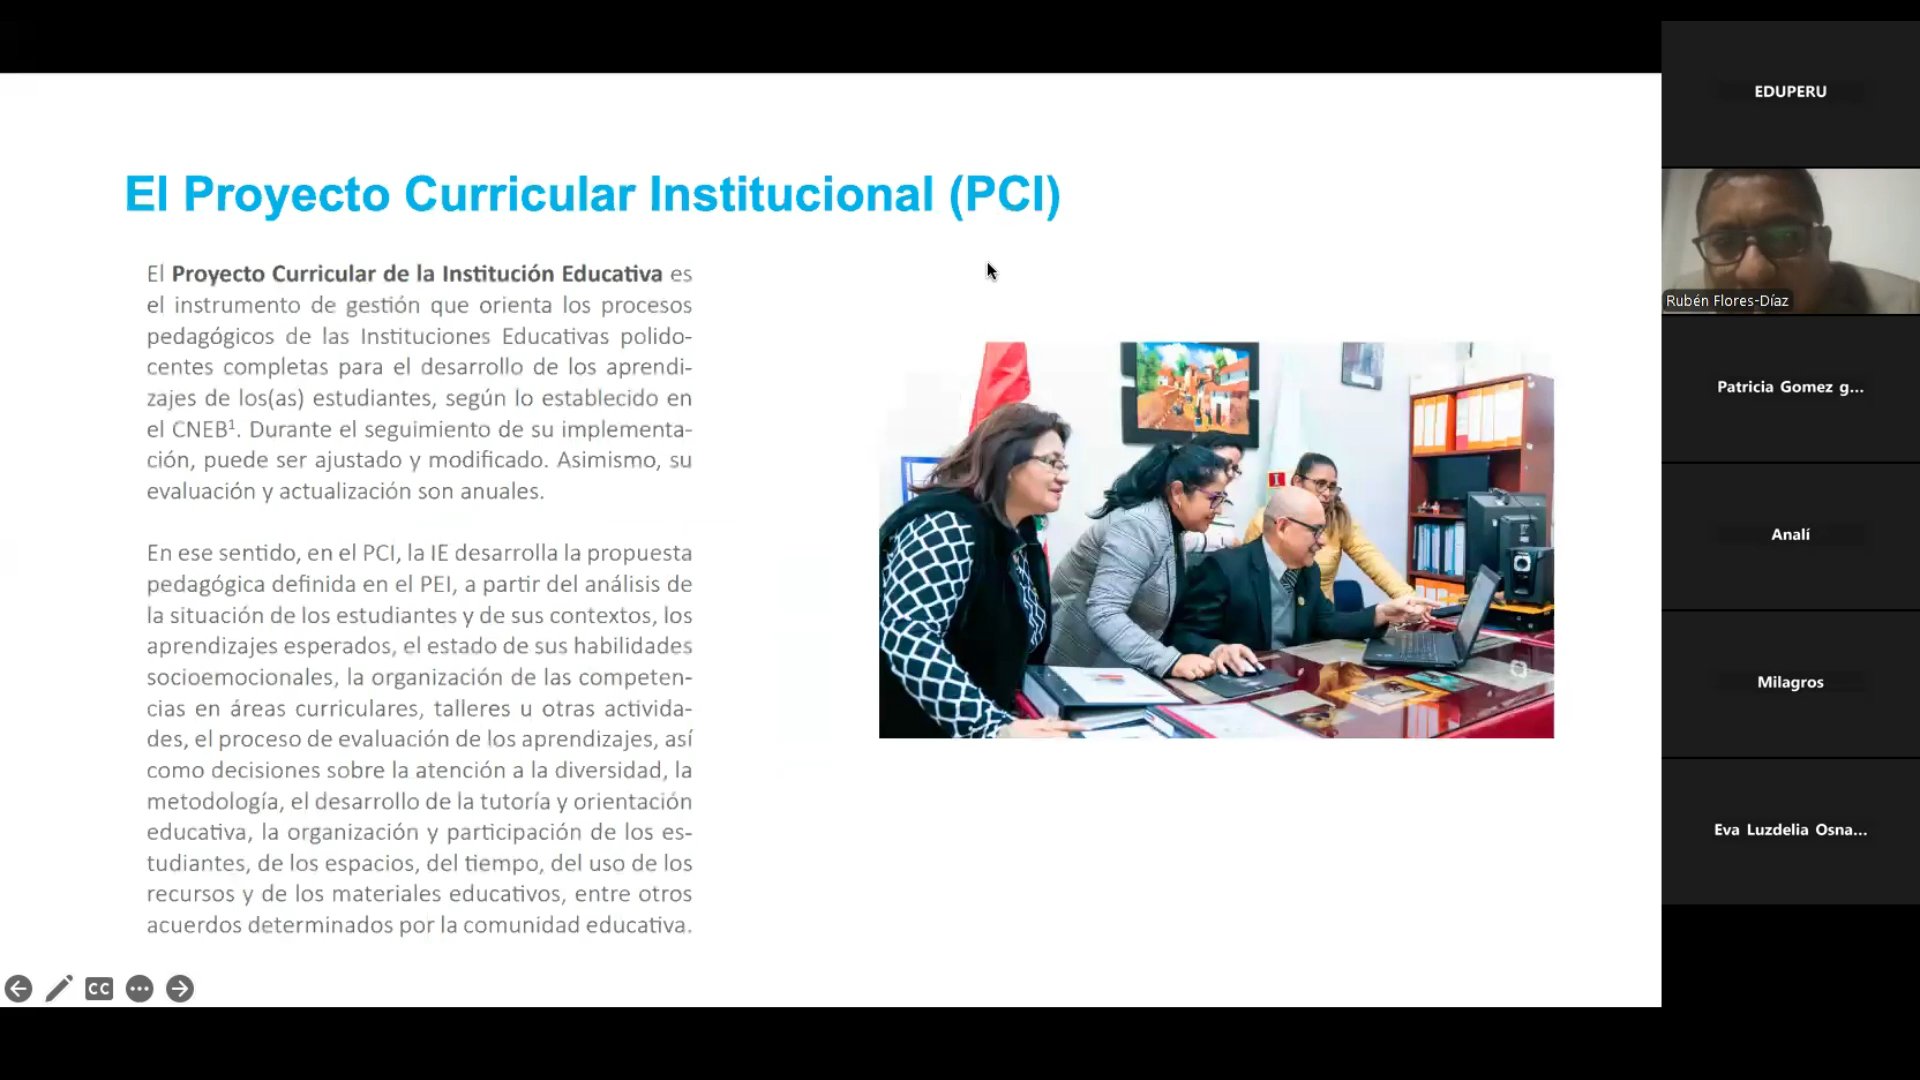 El Proyecto Curricular Institucional (PCI)
El Proyecto Curricular de la Institución Educativa es
el instrumento de gestión que orienta los procesos
pedagógicos de las Instituciones Educativas polido-
centes completas para el desarrollo de los aprendi-
zajes de los(as) estudiantes, según lo establecido en
el CNEB¹. Durante el seguimiento de su implementa-
ción, puede ser ajustado y modificado. Asimismo, su
evaluación y actualización son anuales.
En ese sentido, en el PCI, la IE desarrolla la propuesta
pedagógica definida en el PEI, a partir del análisis de
la situación de los estudiantes y de sus contextos, los
aprendizajes esperados, el estado de sus habilidades
socioemocionales, la organización de las competen-
cias en áreas curriculares, talleres u otras activida-
des, el proceso de evaluación de los aprendizajes, así
como decisiones sobre la atención a la diversidad, la
metodología, el desarrollo de la tutoría y orientación
educativa, la organización y participación de los es-
tudiantes, de los espacios, del tiempo, del uso de los
recursos y de los materiales educativos, entre otros
acuerdos determinados por la comunidad educativa.
CC
EDUPERU
Rubén Flores-Díaz
Patricia Gomez g...
Analí
Milagros
Eva Luzdelia Osna...